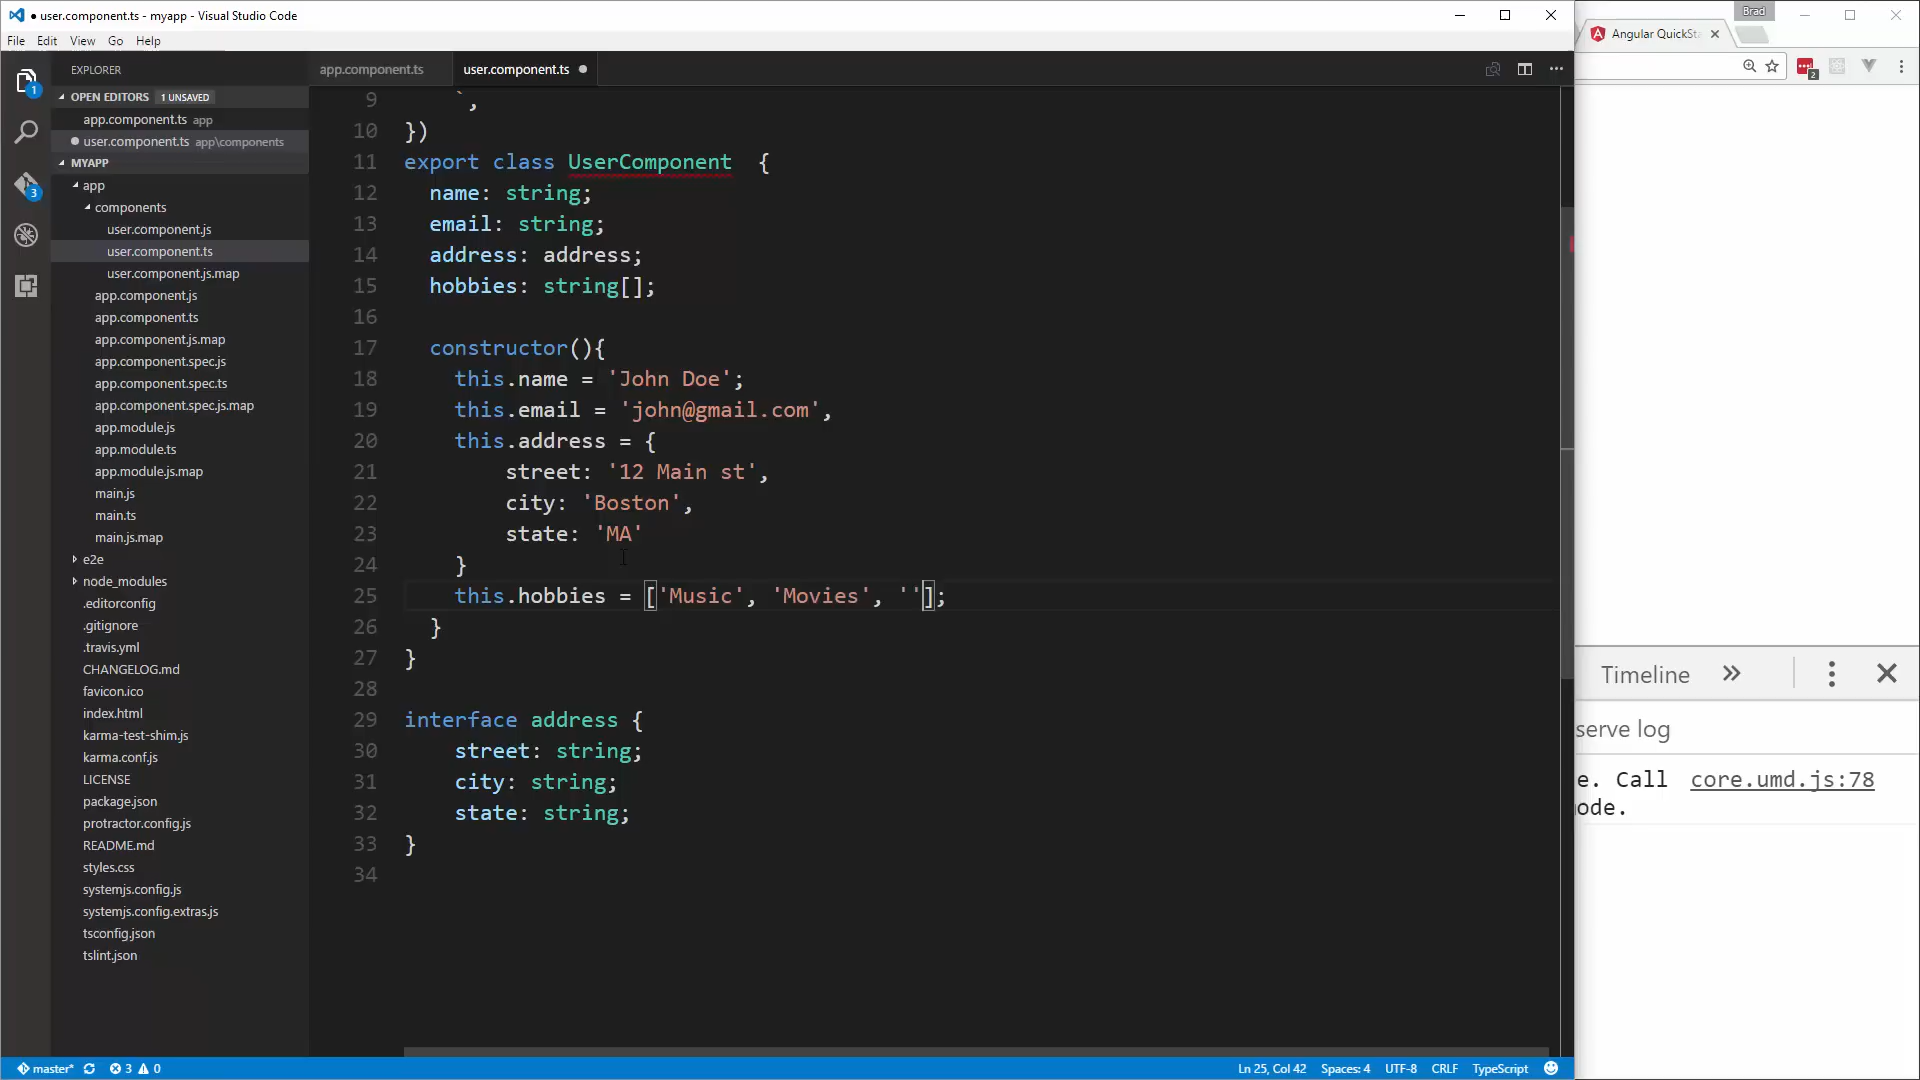 user.component.ts - myapp - Visual Studio Code
File Edit View Go Help
EXPLORER
OPEN EDITORS 1 UNSAVED
app.component.ts app
user.component.ts app\components
MYAPP
app
components
user.component.js
user.component.ts
user.component.js.map
app.component.js
app.component.ts
app.component.js.map
app.component.spec.js
app.component.spec.ts
app.component.spec.js.map
app.module.js
app.module.ts
app.module.js.map
main.js
main.ts
main.js.map
e2e
node_modules
.editorconfig
.gitignore
.travis.yml
CHANGELOG.md
favicon.ico
index.html
karma-test-shim.js
karma.conf.js
LICENSE
package.json
protractor.config.js
README.md
styles.css
systemjs.config.js
systemjs.config.extras.js
tsconfig.json
tslint.json
1
3
app.component.ts user.component.ts
9 `,
10 })
11 export class UserComponent {
12 name: string;
13 email: string;
14 address: address;
15 hobbies: string[];
16
17 constructor(){
18 this.name = 'John Doe';
19 this.email = 'john@gmail.com',
20 this.address = {
21 street: '12 Main st',
22 city: 'Boston',
23 state: 'MA'
24 }
25 this.hobbies = ['Music', 'Movies', ''];
26 }
27 }
28
29 interface address {
30 street: string;
31 city: string;
32 state: string;
33 }
34
master* 3 0
Ln 25, Col 42 Spaces: 4 UTF-8 CRLF TypeScript
Brad
Angular QuickSta
2
Timeline
serve log
e. Call core.umd.js:78
ode.